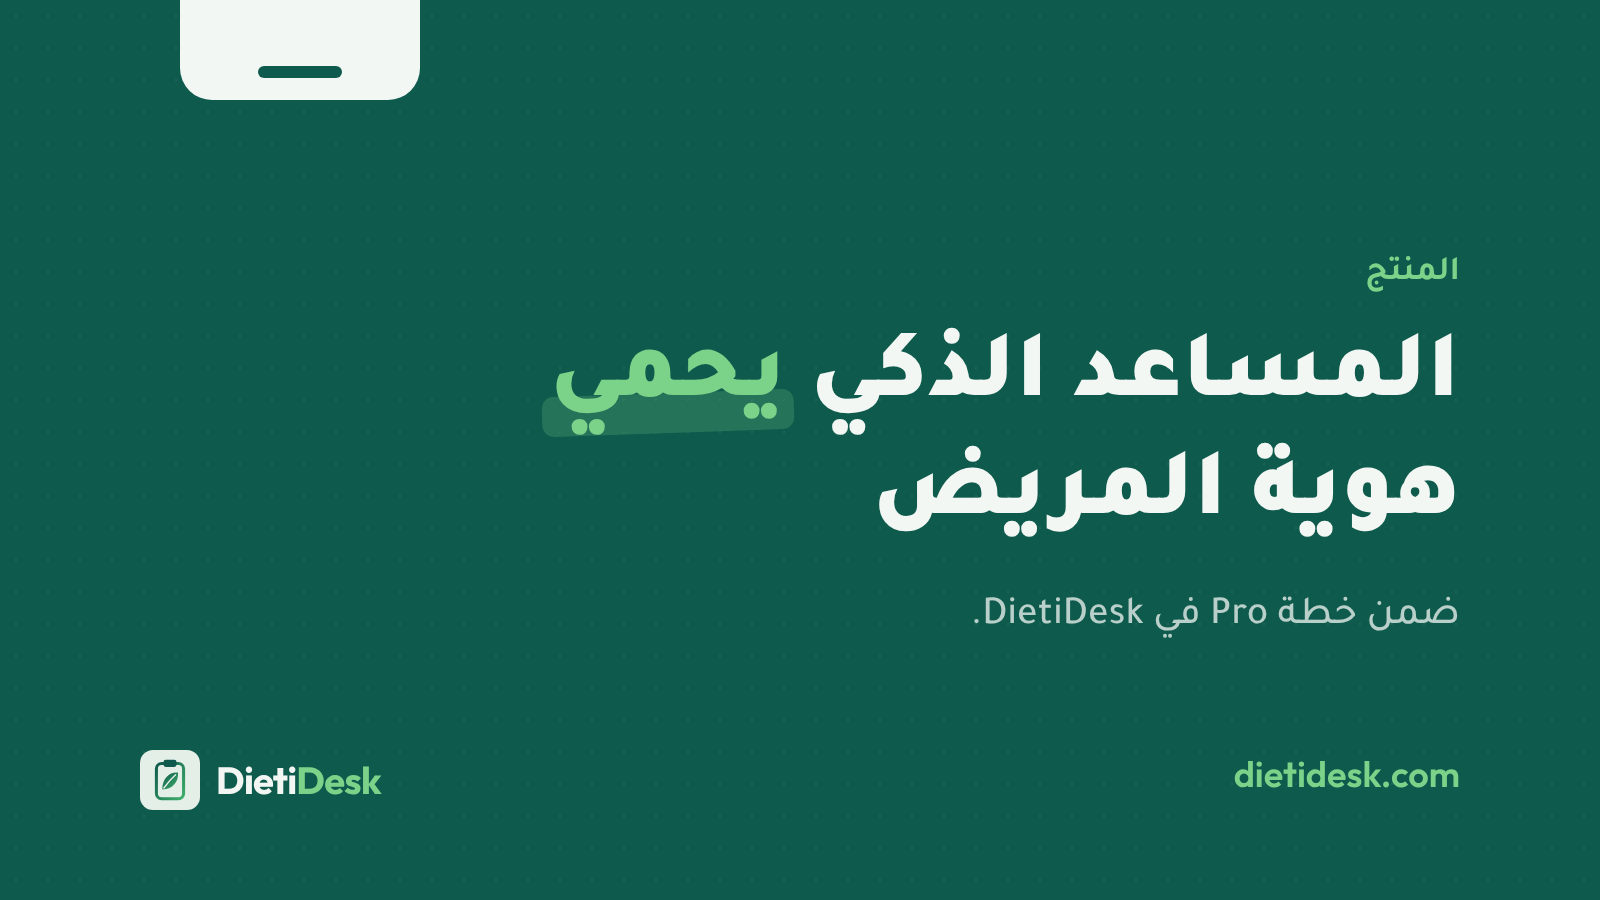 المنتج
المساعد الذكي يحمي
هوية المريض
ضمن خطة Pro في DietiDesk.
dietidesk.com
DietiDesk